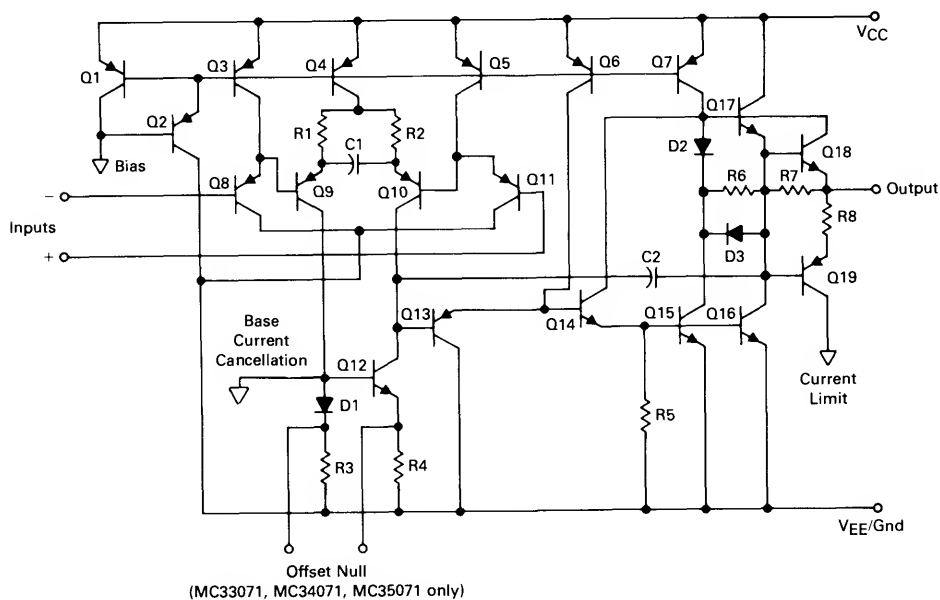 VCC
Q1
Q3
Q4
Q5
Q6
Q7
Q17
Q2
R1
C1
R2
D2
Q18
Bias
Q8
Q9
Q10
Q11
R6
R7
Output
− 
Inputs
+
R8
D3
C2
Q19
Q13
Q14
Q15
Q16
Base
Current
Cancellation
Q12
D1
R5
Current
Limit
R3
R4
VEE/Gnd
Offset Null
(MC33071, MC34071, MC35071 only)